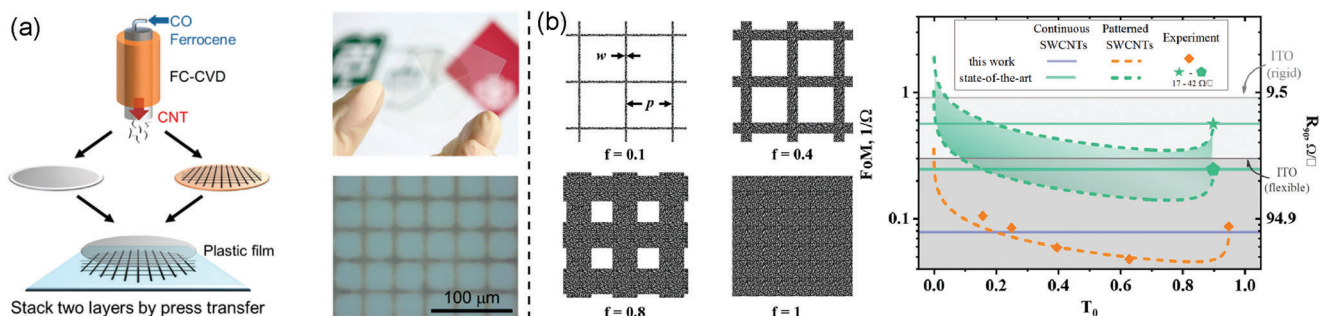 (a)
CO
Ferrocene
FC-CVD
CNT
Plastic film
Stack two layers by press transfer
100 μm
(b)
w
p
f = 0.1
f = 0.4
f = 0.8
f = 1
Continuous SWCNTs
Patterned SWCNTs
Experiment
this work
state-of-the-art
17 - 42 Ω/□
ITO (rigid)
ITO (flexible)
FoM, 1/Ω
1
0.1
R₉₀, Ω/□
9.5
94.9
0.0 0.2 0.4 0.6 0.8 1.0
T₀